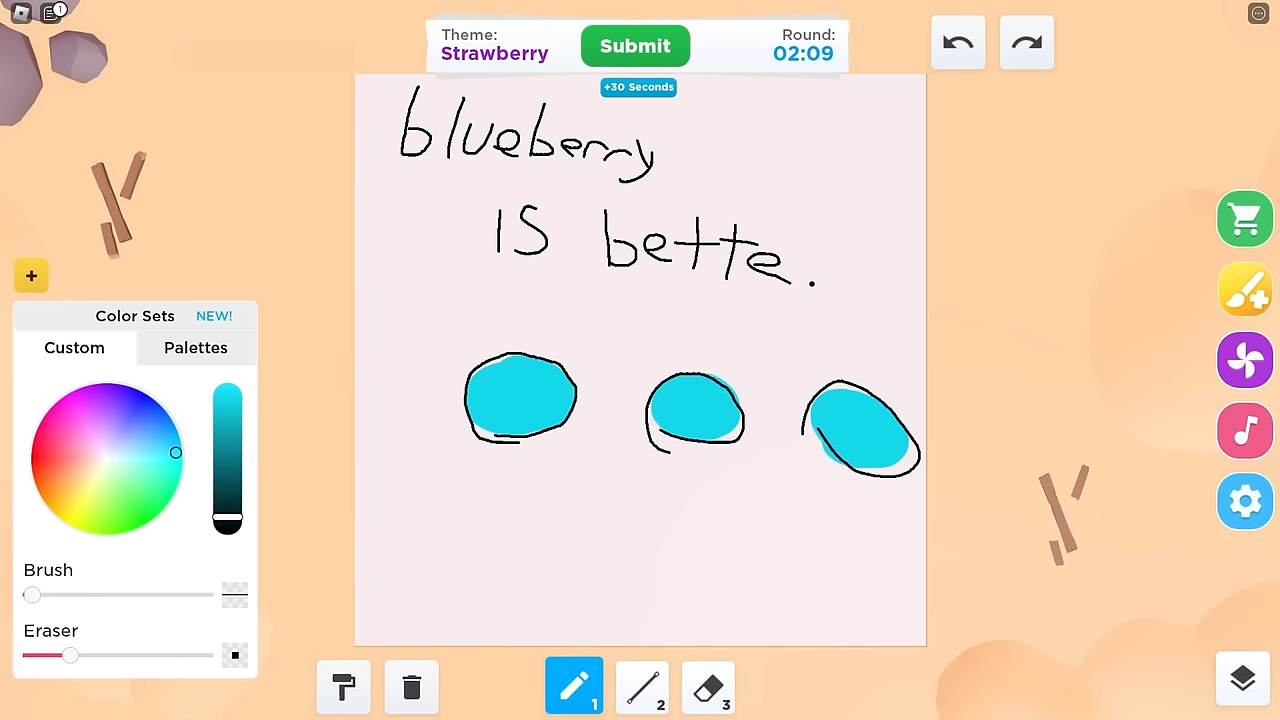 1
Theme:
Strawberry
Submit
Round:
02:09
+30 Seconds
blueberry
IS bette.
+
Color Sets NEW!
Custom Palettes
Brush
Eraser
1 2 3